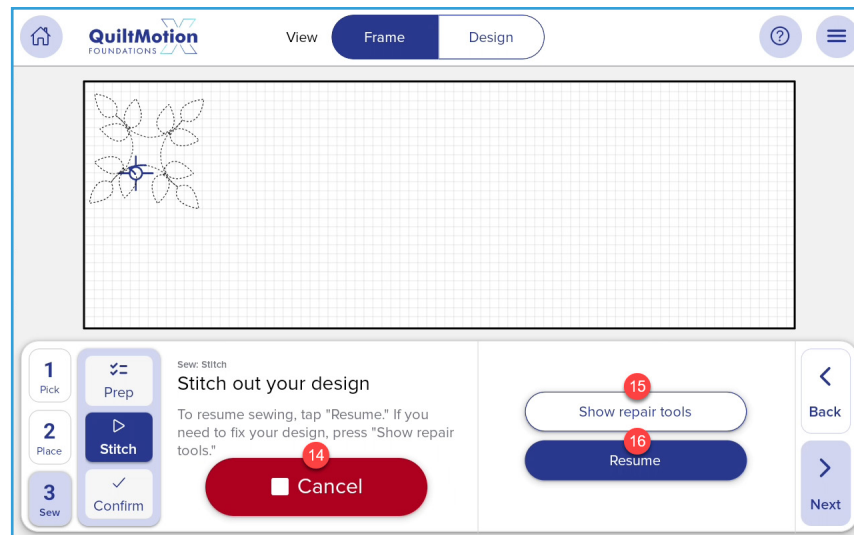 QuiltMotion
FOUNDATIONS
View
Frame
Design
?
1
Pick
2
Place
3
Sew
Prep
Stitch
Confirm
Sew: Stitch
Stitch out your design
To resume sewing, tap "Resume." If you
need to fix your design, press "Show repair
tools."
14
Cancel
15
Show repair tools
16
Resume
Back
Next